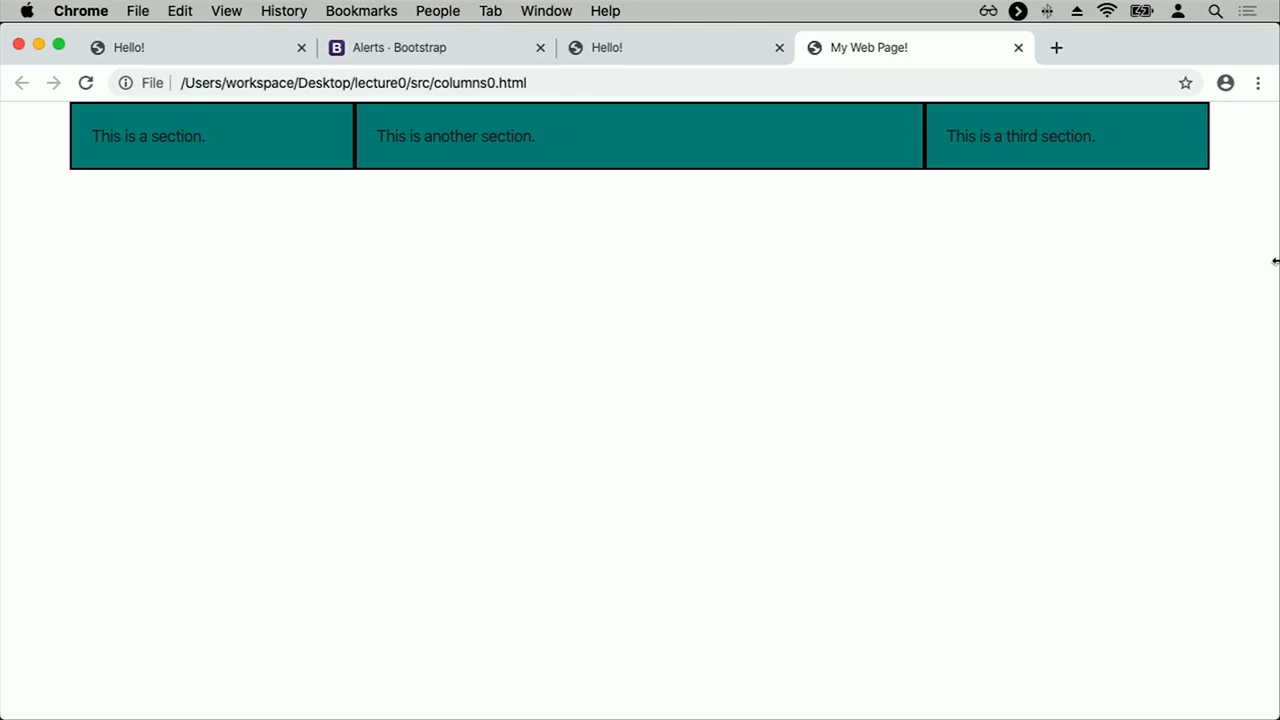 Chrome File Edit View History Bookmarks People Tab Window Help
Hello! B Alerts · Bootstrap Hello! My Web Page!
File /Users/workspace/Desktop/lecture0/src/columns0.html
This is a section. This is another section. This is a third section.